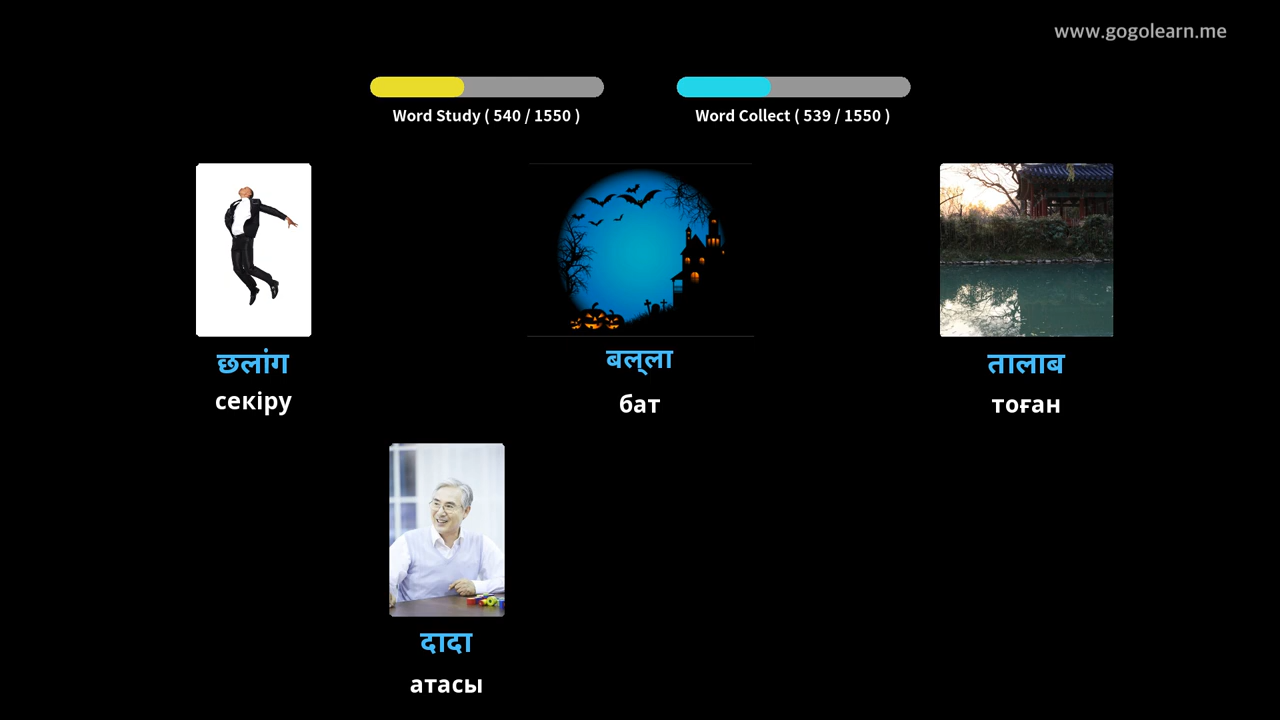 www.gogolearn.me
Word Study ( 540 / 1550 )
Word Collect ( 539 / 1550 )
छलांग
секіру
बल्‌ला
бат
तालाब
тоған
दादा
атасы